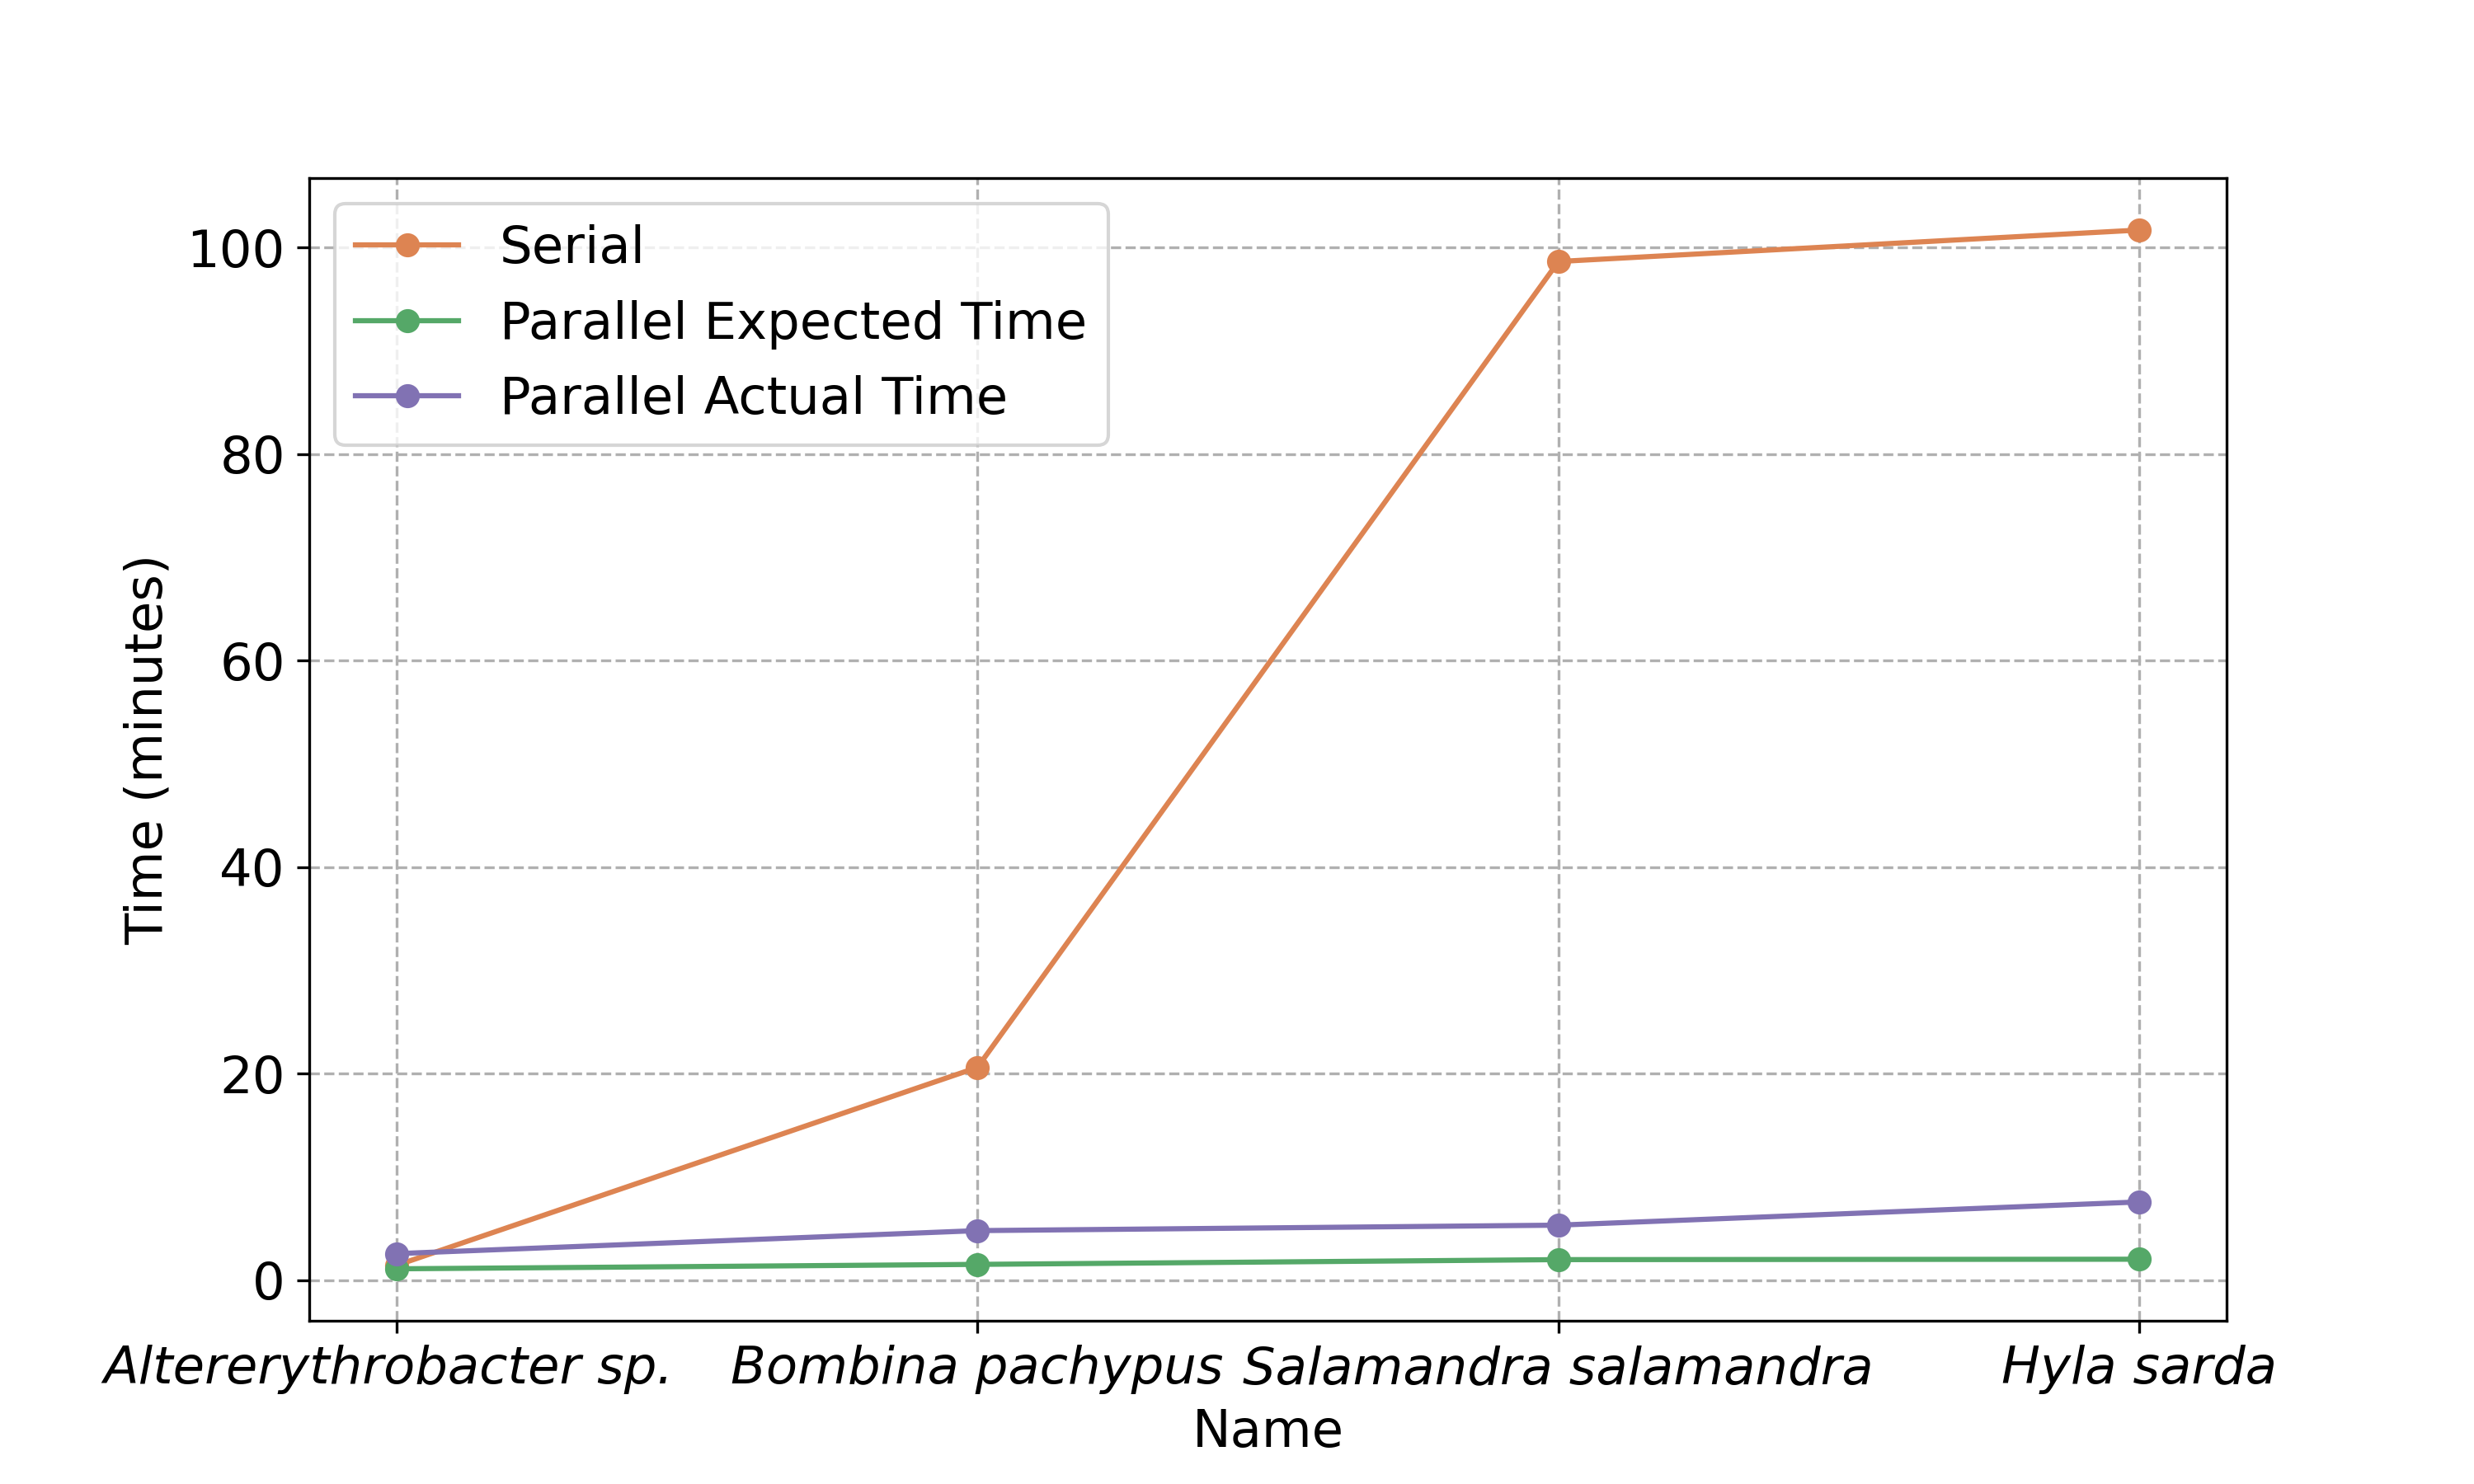 Serial
Parallel Expected Time
Parallel Actual Time
100
80
60
40
20
0
Time (minutes)
Altererythrobacter sp. Bombina pachypus Salamandra salamandra Hyla sarda
Name